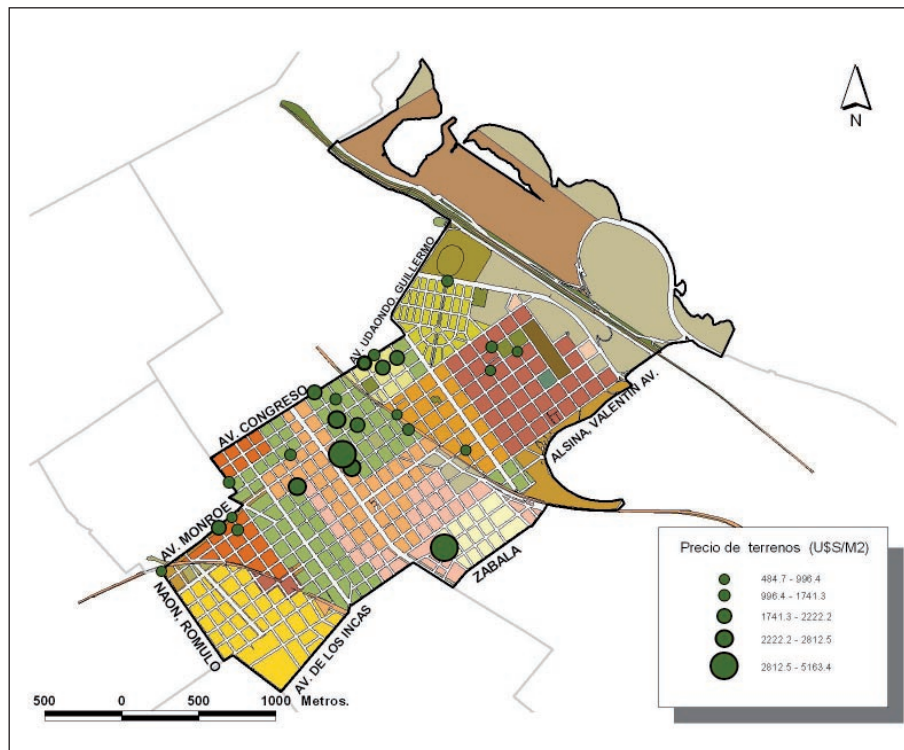 N
AV. UDAONDO, GUILLERMO
AV. CONGRESO
ALSINA, VALENTIN AV.
AV. MONROE
ZABALA
NAON, ROMULO
AV. DE LOS INCAS
500 0 500 1000 Metros.
Precio de terrenos (U$S/M2)
484.7 - 996.4
996.4 - 1741.3
1741.3 - 2222.2
2222.2 - 2812.5
2812.5 - 5163.4